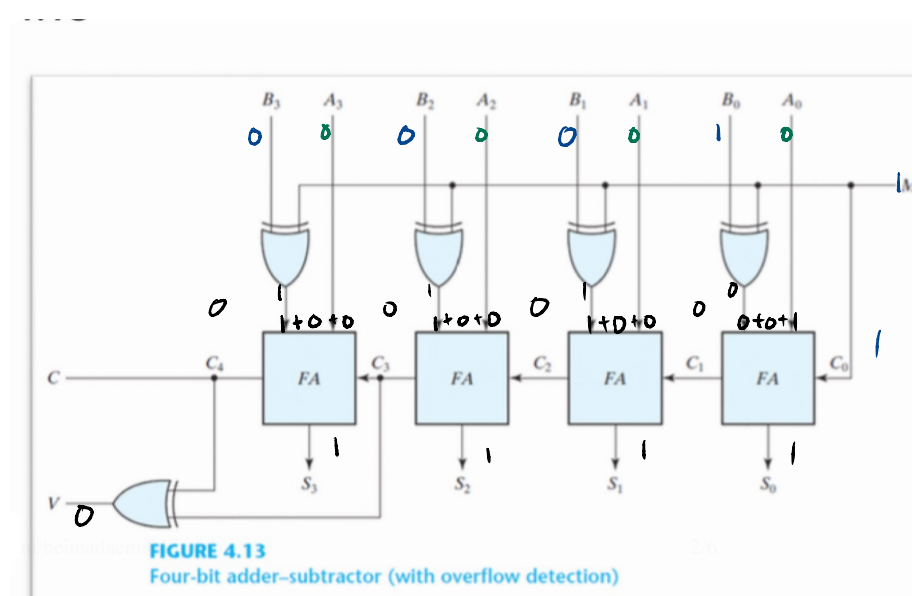 B₃ A₃ B₂ A₂ B₁ A₁ B₀ A₀
0 0 0 0 0 0 1 0
1 M
1 1 1 0
0 1+0+0 0 1+0+0 0 1+0+0 0 0+0+1
1
C C₄ FA C₃ FA C₂ FA C₁ FA C₀
1 1 1 1
S₃ S₂ S₁ S₀
V
0
FIGURE 4.13
Four-bit adder–subtractor (with overflow detection)